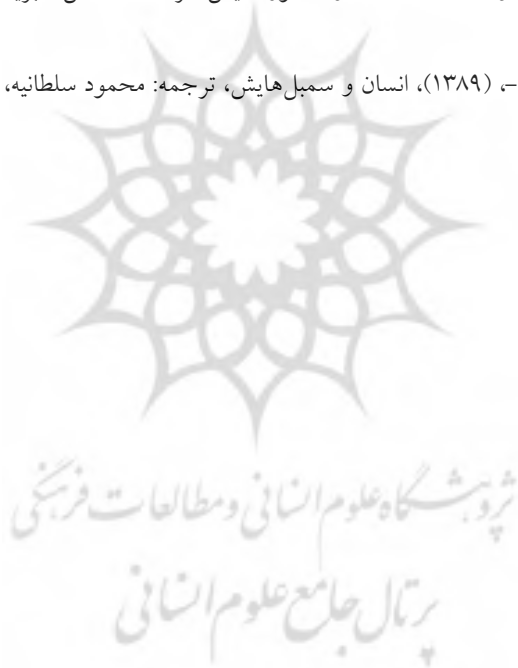 -، (۱۳۸۹)، انسان و سمبل‌هایش، ترجمه: محمود سلطانیه،
پژوهشگاه علوم انسانی و مطالعات فرهنگی
پرتال جامع علوم انسانی